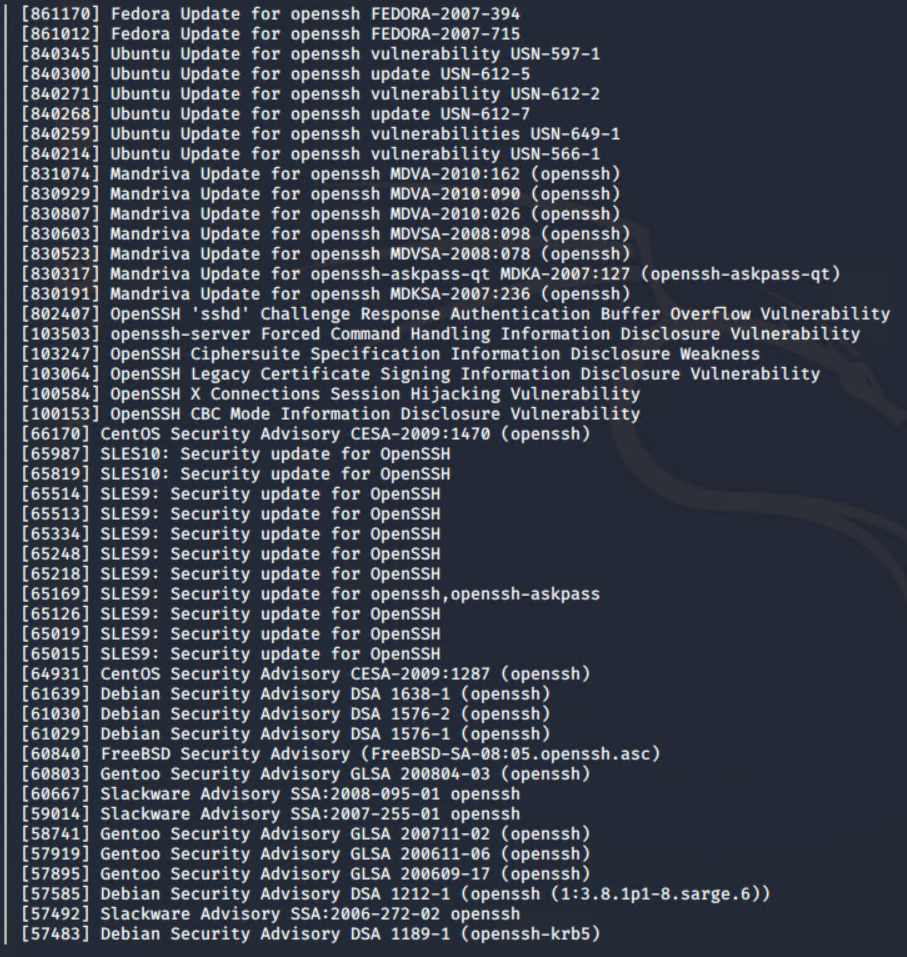 [861170] Fedora Update for openssh FEDORA-2007-394
[861012] Fedora Update for openssh FEDORA-2007-715
[840345] Ubuntu Update for openssh vulnerability USN-597-1
[840300] Ubuntu Update for openssh update USN-612-5
[840271] Ubuntu Update for openssh vulnerability USN-612-2
[840268] Ubuntu Update for openssh update USN-612-7
[840259] Ubuntu Update for openssh vulnerabilities USN-649-1
[840214] Ubuntu Update for openssh vulnerability USN-566-1
[831074] Mandriva Update for openssh MDVA-2010:162 (openssh)
[830929] Mandriva Update for openssh MDVA-2010:090 (openssh)
[830807] Mandriva Update for openssh MDVA-2010:026 (openssh)
[830603] Mandriva Update for openssh MDVSA-2008:098 (openssh)
[830523] Mandriva Update for openssh MDVSA-2008:078 (openssh)
[830317] Mandriva Update for openssh-askpass-qt MDKA-2007:127 (openssh-askpass-qt)
[830191] Mandriva Update for openssh MDKSA-2007:236 (openssh)
[802407] OpenSSH 'sshd' Challenge Response Authentication Buffer Overflow Vulnerability
[103503] openssh-server Forced Command Handling Information Disclosure Vulnerability
[103247] OpenSSH Ciphersuite Specification Information Disclosure Weakness
[103064] OpenSSH Legacy Certificate Signing Information Disclosure Vulnerability
[100584] OpenSSH X Connections Session Hijacking Vulnerability
[100153] OpenSSH CBC Mode Information Disclosure Vulnerability
[66170] CentOS Security Advisory CESA-2009:1470 (openssh)
[65987] SLES10: Security update for OpenSSH
[65819] SLES10: Security update for OpenSSH
[65514] SLES9: Security update for OpenSSH
[65513] SLES9: Security update for OpenSSH
[65334] SLES9: Security update for OpenSSH
[65248] SLES9: Security update for OpenSSH
[65218] SLES9: Security update for OpenSSH
[65169] SLES9: Security update for openssh,openssh-askpass
[65126] SLES9: Security update for OpenSSH
[65019] SLES9: Security update for OpenSSH
[65015] SLES9: Security update for OpenSSH
[64931] CentOS Security Advisory CESA-2009:1287 (openssh)
[61639] Debian Security Advisory DSA 1638-1 (openssh)
[61030] Debian Security Advisory DSA 1576-2 (openssh)
[61029] Debian Security Advisory DSA 1576-1 (openssh)
[60840] FreeBSD Security Advisory (FreeBSD-SA-08:05.openssh.asc)
[60803] Gentoo Security Advisory GLSA 200804-03 (openssh)
[60667] Slackware Advisory SSA:2008-095-01 openssh
[59014] Slackware Advisory SSA:2007-255-01 openssh
[58741] Gentoo Security Advisory GLSA 200711-02 (openssh)
[57919] Gentoo Security Advisory GLSA 200611-06 (openssh)
[57895] Gentoo Security Advisory GLSA 200609-17 (openssh)
[57585] Debian Security Advisory DSA 1212-1 (openssh (1:3.8.1p1-8.sarge.6))
[57492] Slackware Advisory SSA:2006-272-02 openssh
[57483] Debian Security Advisory DSA 1189-1 (openssh-krb5)